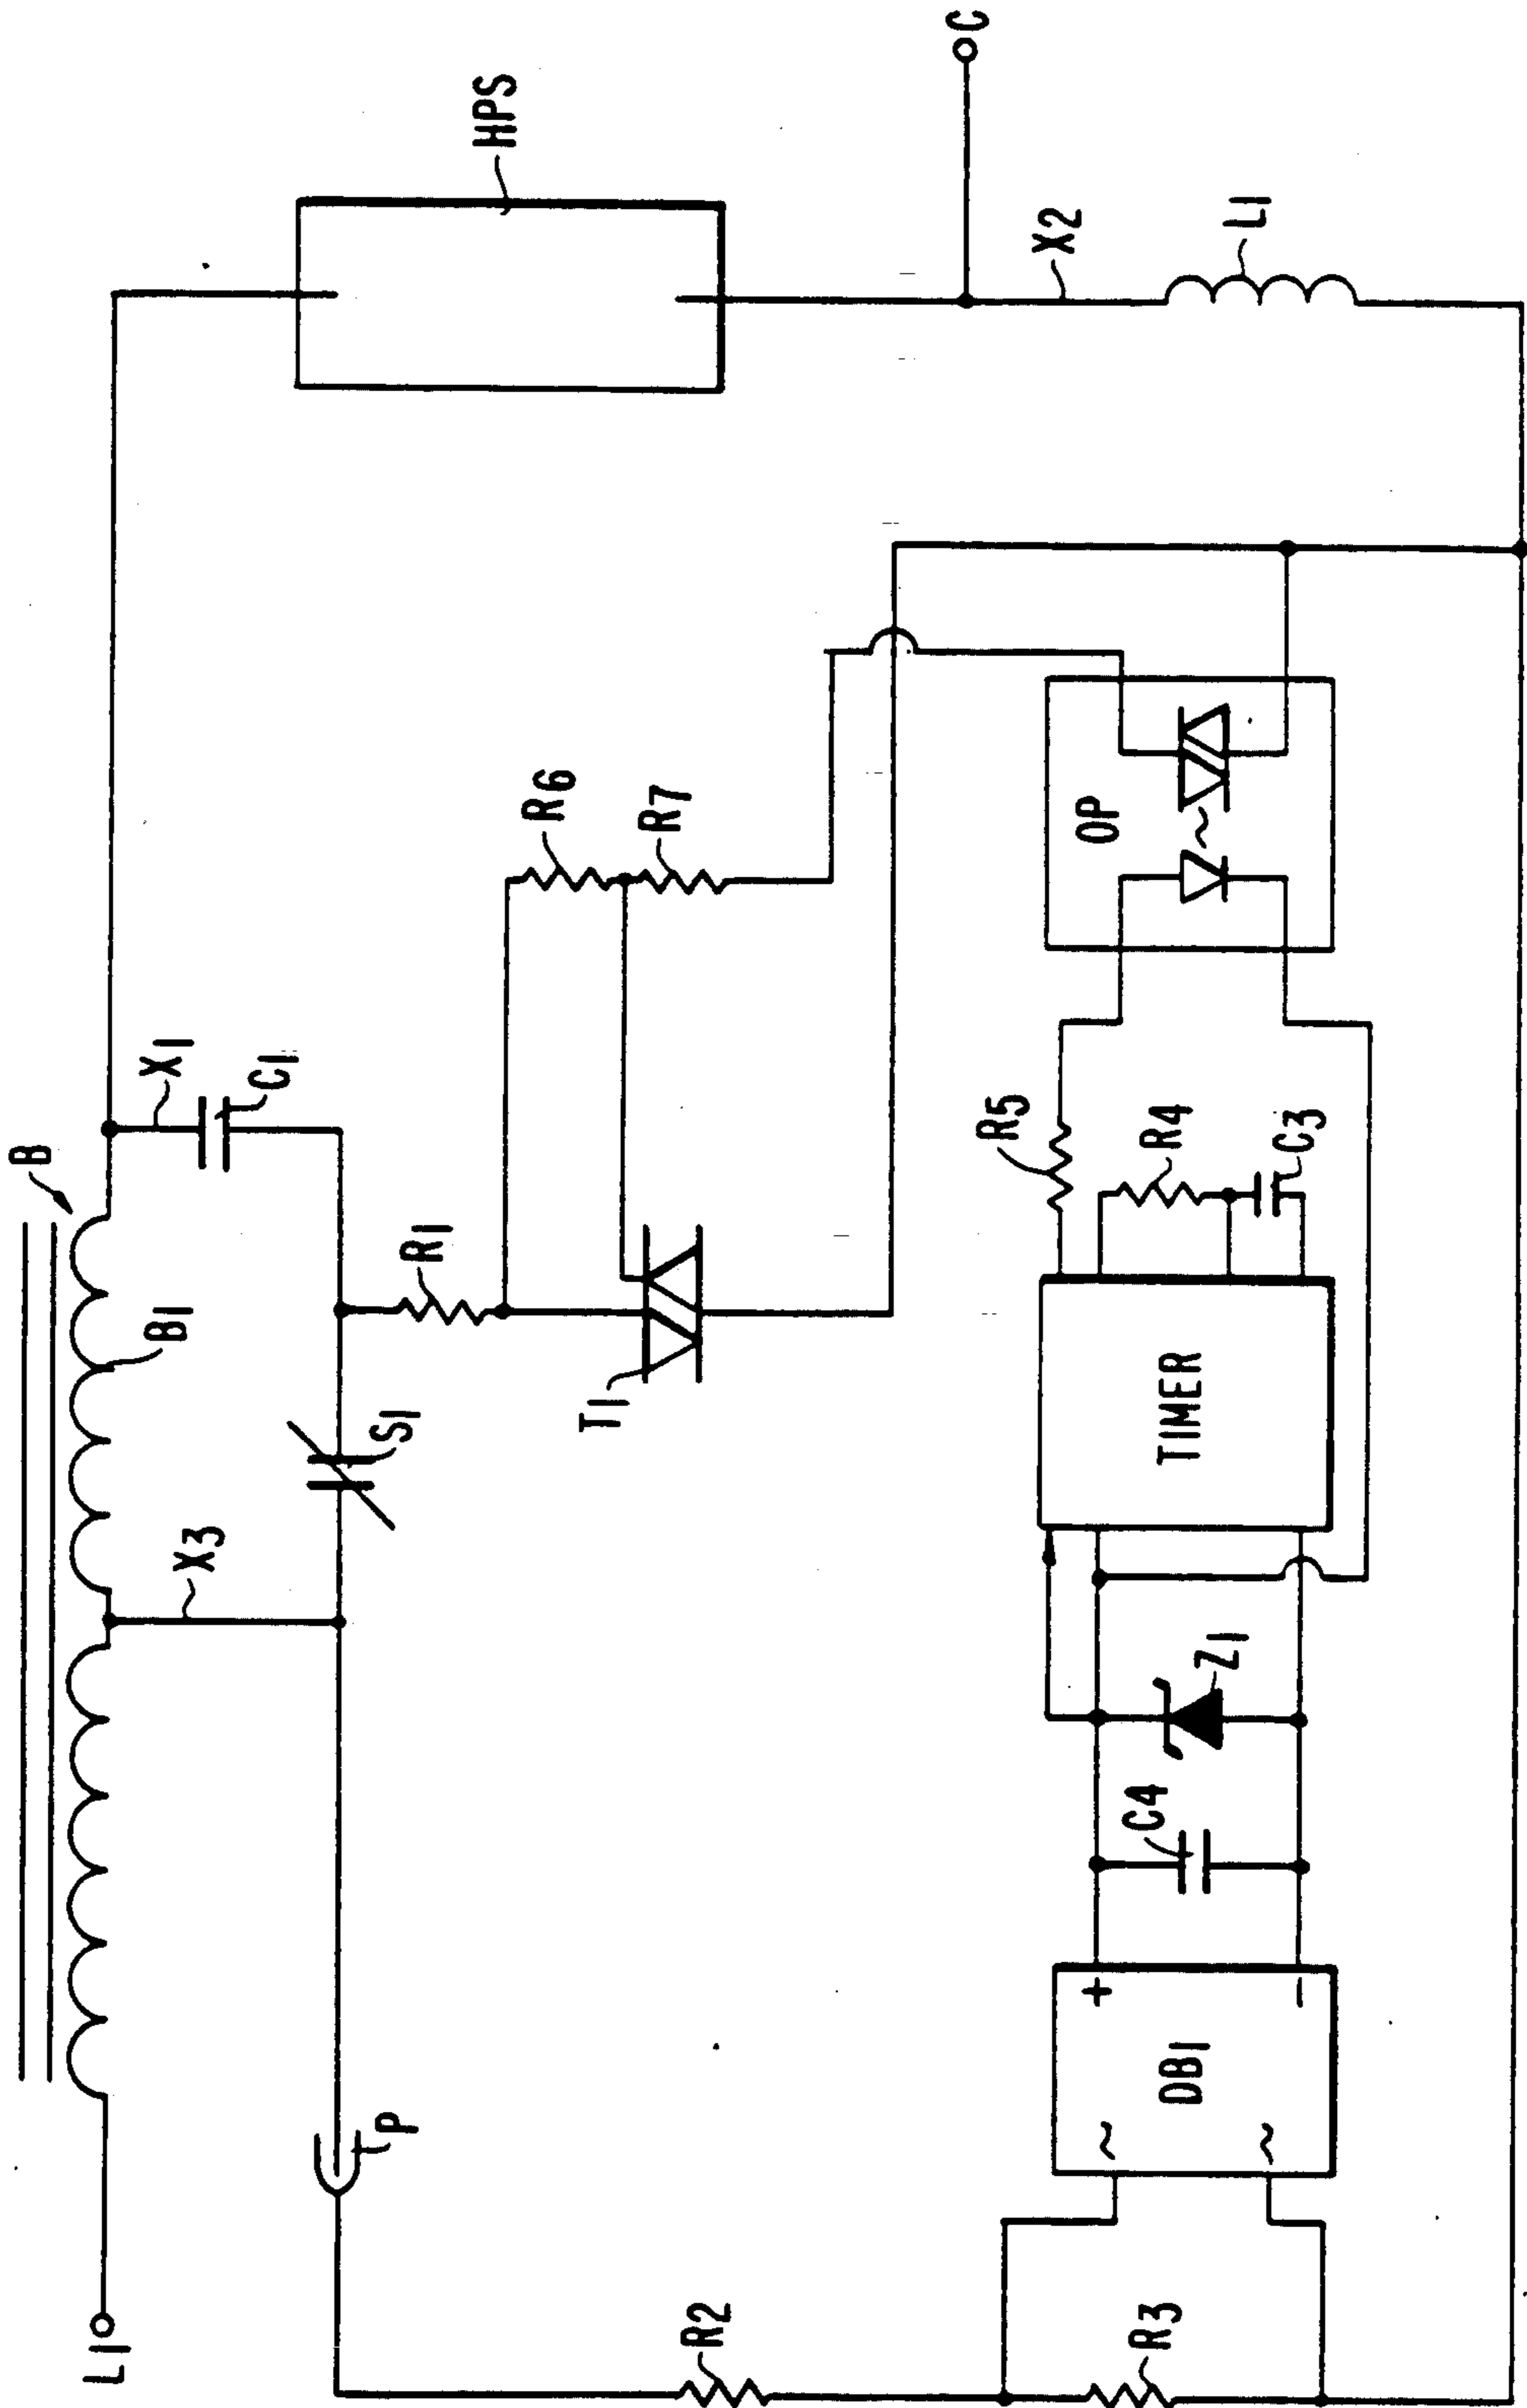 L1
B
B1
X1
C1
HPS
X3
S1
R1
P
T1
R6
R7
C
X2
L1
R2
R3
DB1
~
~
+
−
C4
Z1
TIMER
R5
R4
C3
OP
~